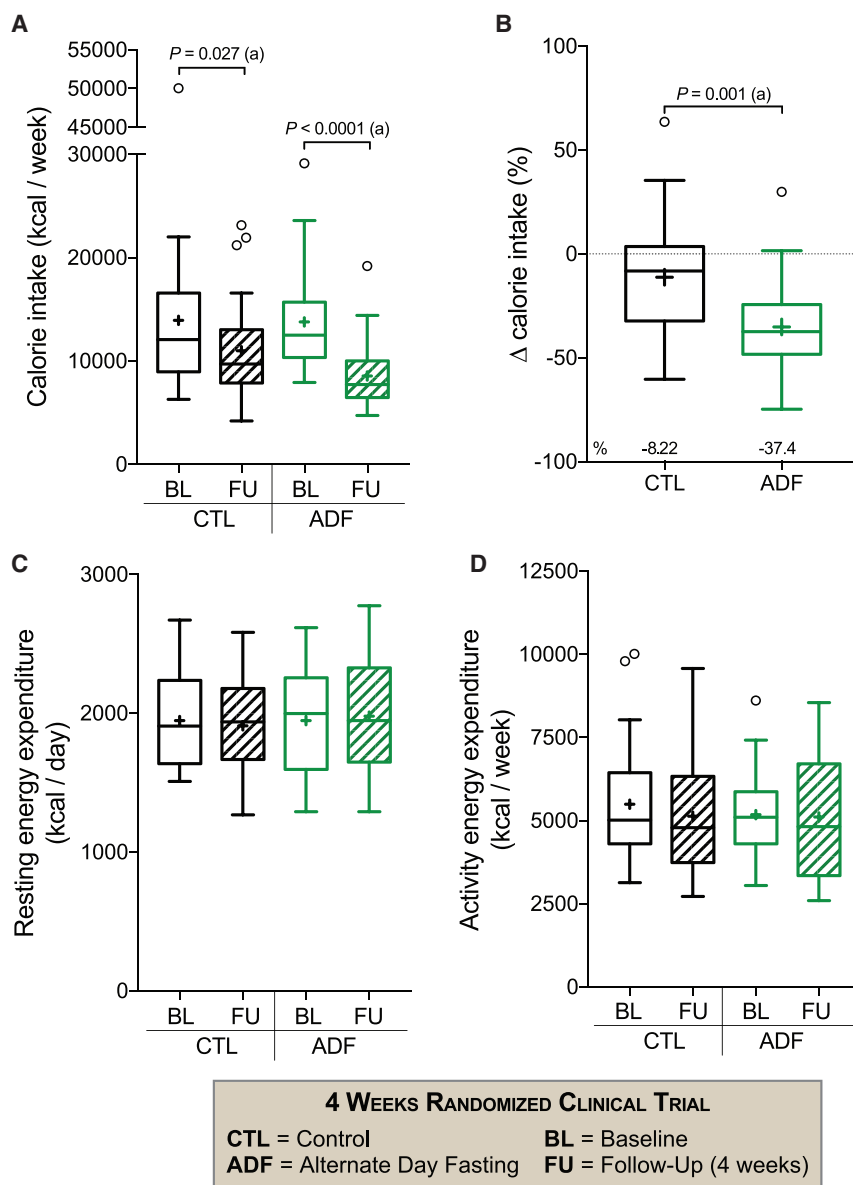 A
Calorie intake (kcal / week)
55000
50000
45000
30000
20000
10000
0
P = 0.027 (a)
P < 0.0001 (a)
BL FU BL FU
CTL ADF
B
Δ calorie intake (%)
100
50
0
-50
-100
P = 0.001 (a)
% -8.22 -37.4
CTL ADF
C
Resting energy expenditure
(kcal / day)
3000
2000
1000
0
BL FU BL FU
CTL ADF
D
Activity energy expenditure
(kcal / week)
12500
10000
7500
5000
2500
0
BL FU BL FU
CTL ADF
4 WEEKS RANDOMIZED CLINICAL TRIAL
CTL = Control BL = Baseline
ADF = Alternate Day Fasting FU = Follow-Up (4 weeks)